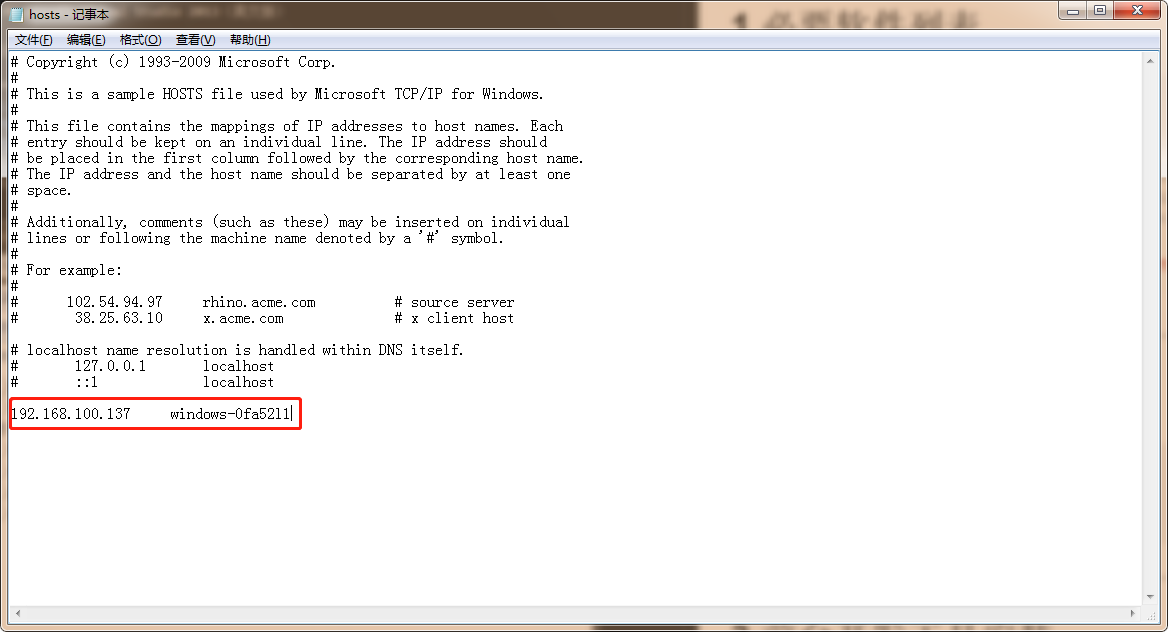 hosts - 记事本
文件(F) 编辑(E) 格式(O) 查看(V) 帮助(H)
# Copyright (c) 1993-2009 Microsoft Corp.
#
# This is a sample HOSTS file used by Microsoft TCP/IP for Windows.
#
# This file contains the mappings of IP addresses to host names. Each
# entry should be kept on an individual line. The IP address should
# be placed in the first column followed by the corresponding host name.
# The IP address and the host name should be separated by at least one
# space.
#
# Additionally, comments (such as these) may be inserted on individual
# lines or following the machine name denoted by a '#' symbol.
#
# For example:
#
#      102.54.94.97     rhino.acme.com          # source server
#       38.25.63.10     x.acme.com              # x client host

# localhost name resolution is handled within DNS itself.
#       127.0.0.1       localhost
#       ::1             localhost

192.168.100.137     windows-0fa52l1